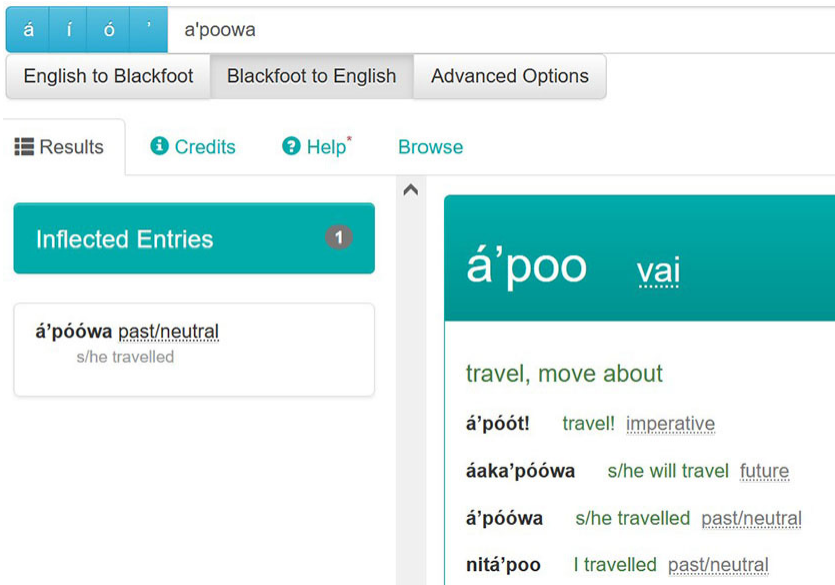 á í ó ’ a'poowa
English to Blackfoot Blackfoot to English Advanced Options
Results Credits Help* Browse
Inflected Entries 1
á’póówa past/neutral
s/he travelled
á’poo vai
travel, move about
á’póót! travel! imperative
áaka’póówa s/he will travel future
á’póówa s/he travelled past/neutral
nitá’poo I travelled past/neutral